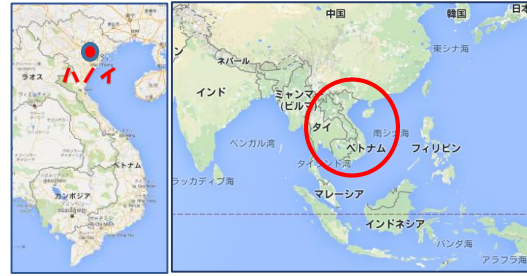 ハノイ
ラオス
ベトナム
カンボジア
中国
韓国
日本
東シナ海
ネパール
インド
ミャンマー
(ビルマ)
タイ
南シナ海
ベンガル湾
ベトナム
フィリピン
タイランド湾
ラッカディブ海
マレーシア
インドネシア
バンダ海
アラフラ海